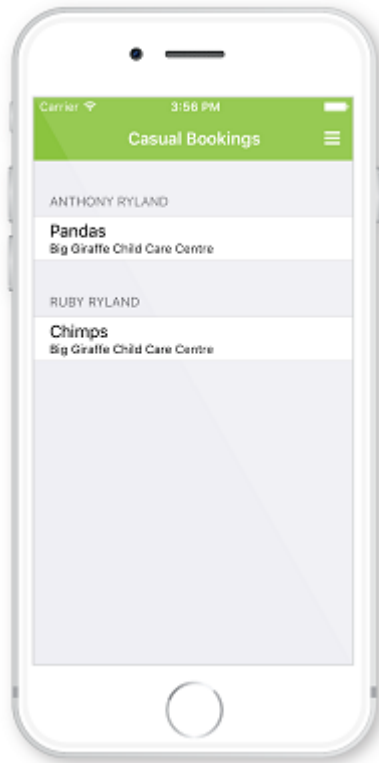 Carrier 3:56 PM
Casual Bookings
ANTHONY RYLAND
Pandas
Big Giraffe Child Care Centre
RUBY RYLAND
Chimps
Big Giraffe Child Care Centre